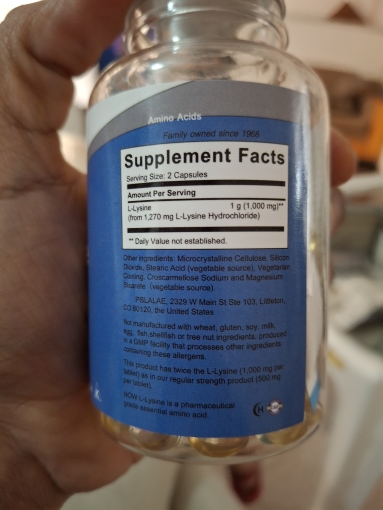 Amino Acids
Family owned since 1968
Supplement Facts
Serving Size: 2 Capsules
Amount Per Serving
L-Lysine 1 g (1,000 mg)**
(from 1,270 mg L-Lysine Hydrochloride)
** Daily Value not established.
Other ingredients: Microcrystalline Cellulose, Silicon
Dioxide, Stearic Acid (vegetable source), Vegetarian
Coating, Croscarmellose Sodium and Magnesium
Stearate (vegetable source).
PSLALAE, 2329 W Main St Ste 103, Littleton,
CO 80120, the United States
Not manufactured with wheat, gluten, soy, milk,
egg, fish,shellfish or tree nut ingredients. produced
in a GMP facility that processes other ingredients
containing these allergens.
This product has twice the L-Lysine (1,000 mg per
tablet) as in our regular strength product (500 mg
per tablet).
NOW L-Lysine is a pharmaceutical
grade essential amino acid.